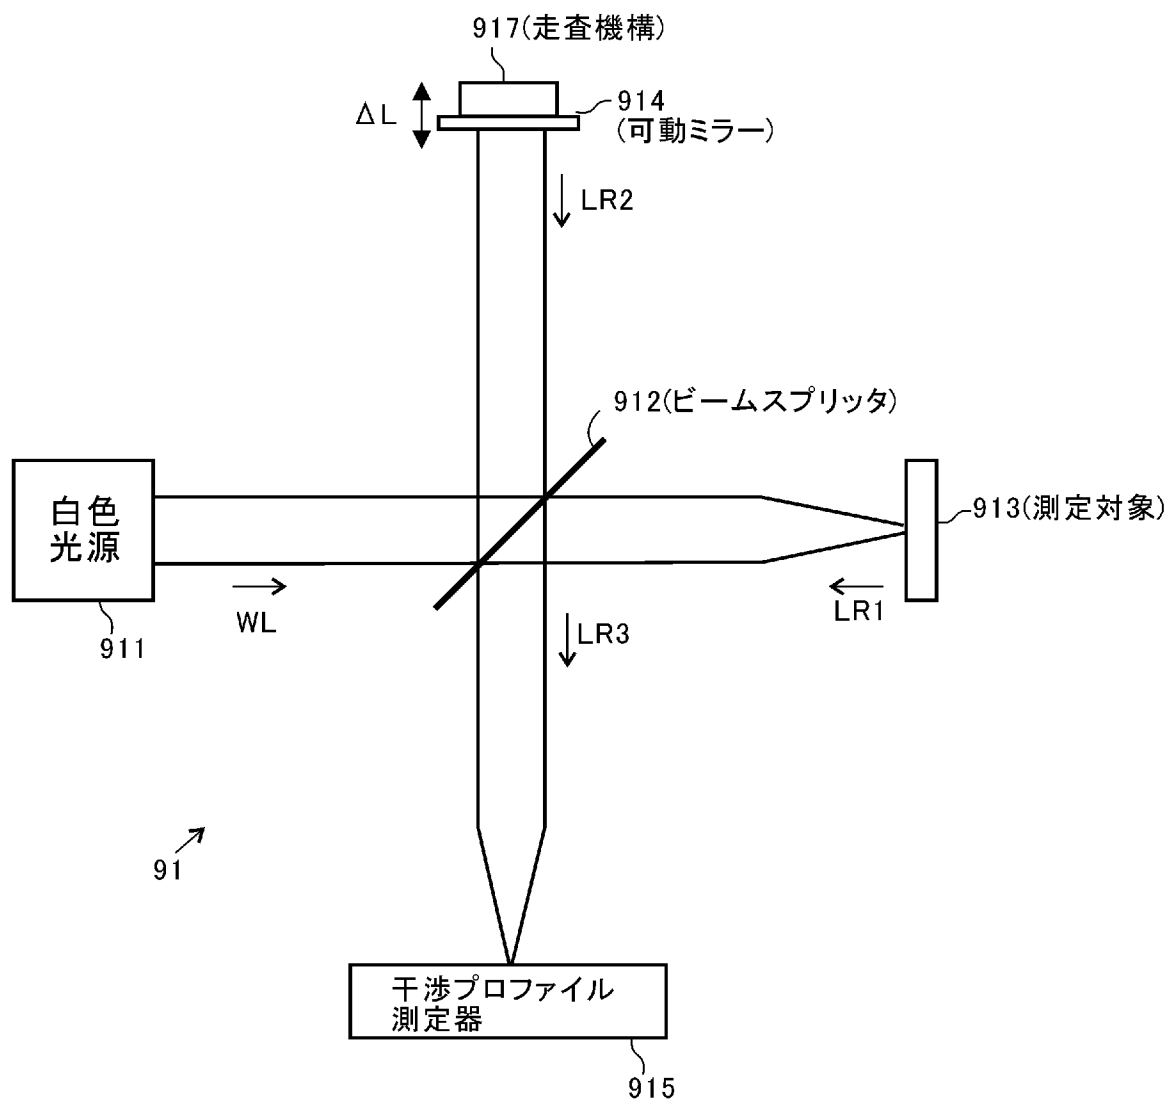 917(走査機構)
ΔL
914
(可動ミラー)
LR2
912(ビームスプリッタ)
白色
光源
913(測定対象)
WL
LR1
911
LR3
91
干渉プロファイル
測定器
915